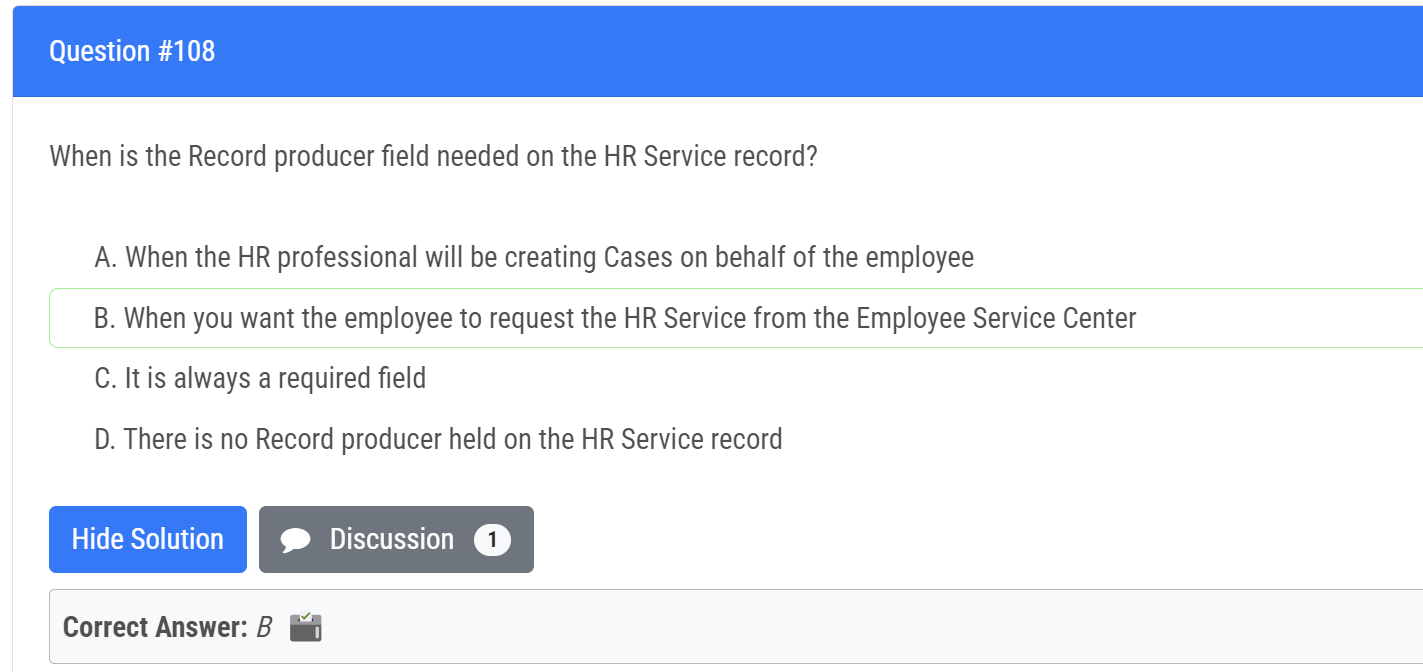 Question #108
When is the Record producer field needed on the HR Service record?
A. When the HR professional will be creating Cases on behalf of the employee
B. When you want the employee to request the HR Service from the Employee Service Center
C. It is always a required field
D. There is no Record producer held on the HR Service record
Hide Solution Discussion 1
Correct Answer: B